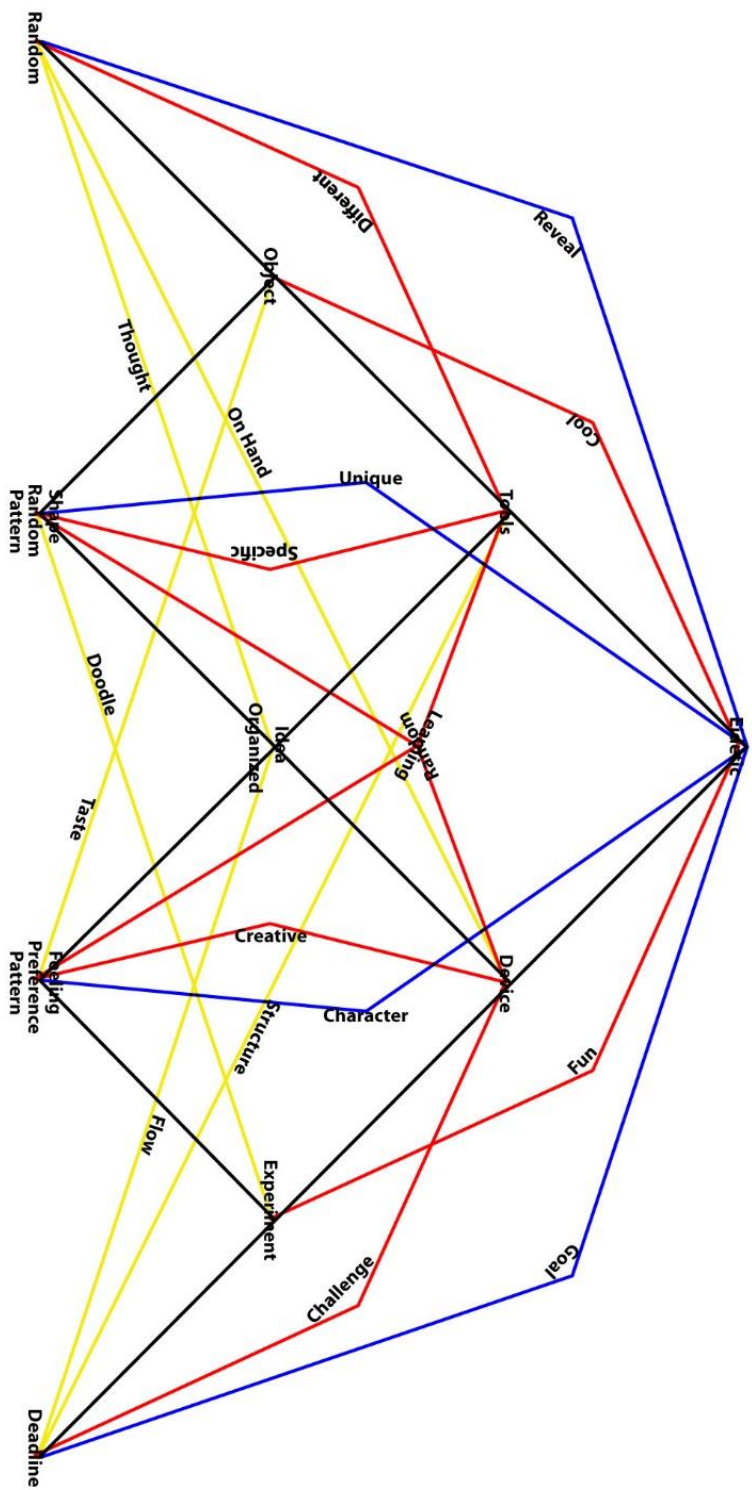 Eidetic
Cool
Fun
Reveal
Goal
Tools
Device
Learning
Random
Different
Unique
Character
Challenge
Object
Specific
Idea
Organized
Creative
Experiment
On Hand
Structure
Thought
Flow
Doodle
Taste
Random
Shape
Random
Pattern
Feeling
Preference
Pattern
Deadline